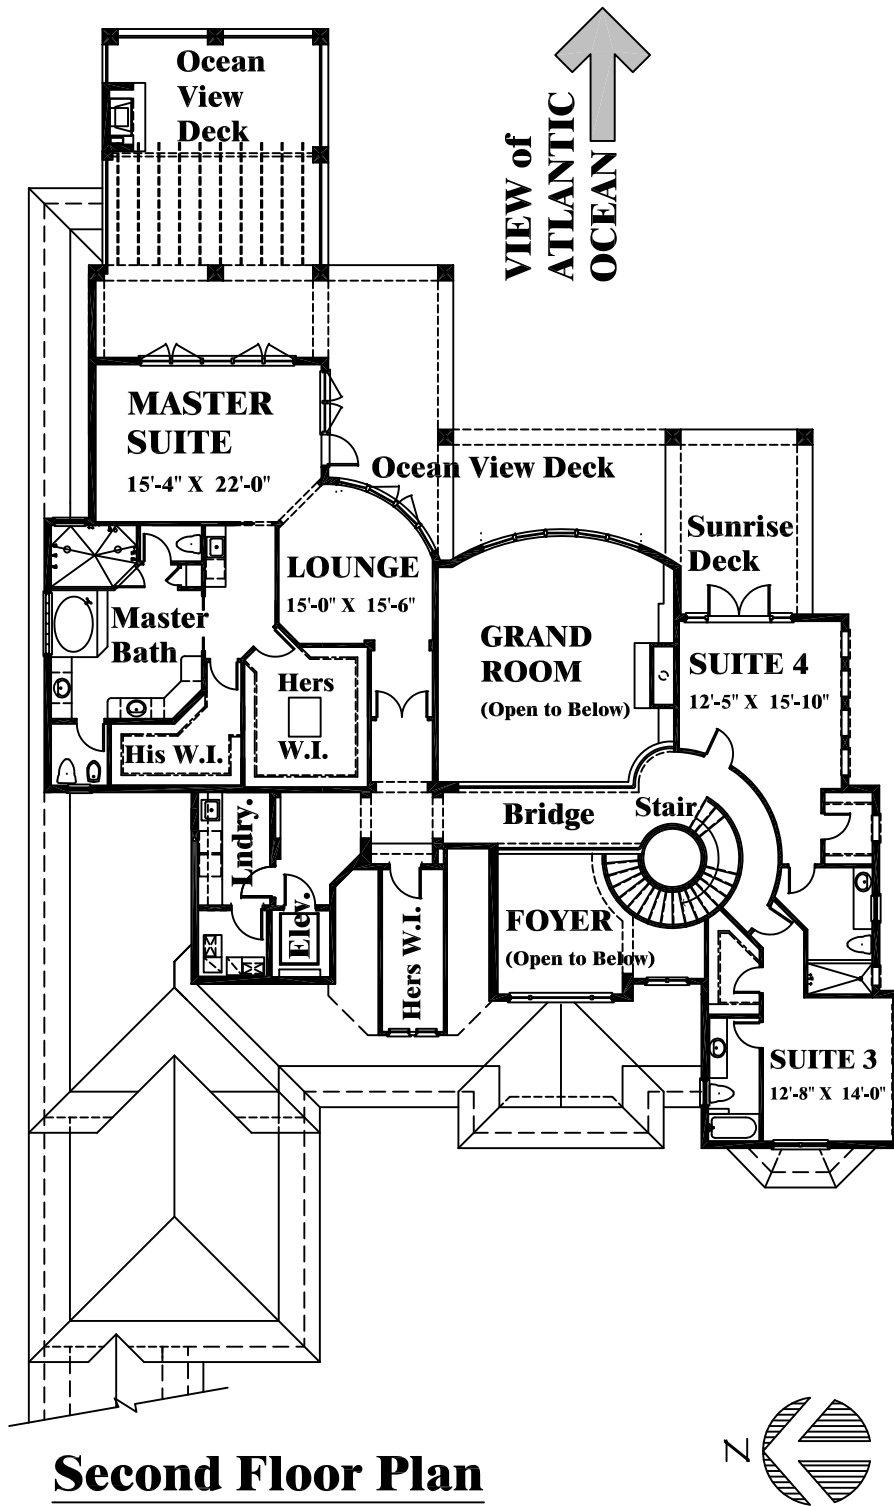 Ocean
View
Deck
VIEW of
ATLANTIC
OCEAN
MASTER
SUITE
15'-4" X 22'-0"
Ocean View Deck
Sunrise
Deck
LOUNGE
15'-0" X 15'-6"
Master
Bath
GRAND
ROOM
(Open to Below)
SUITE 4
12'-5" X 15'-10"
Hers
W.I.
His W.I.
Bridge
Stair
Lndry.
Elev.
Hers W.I.
FOYER
(Open to Below)
SUITE 3
12'-8" X 14'-0"
N
Second Floor Plan